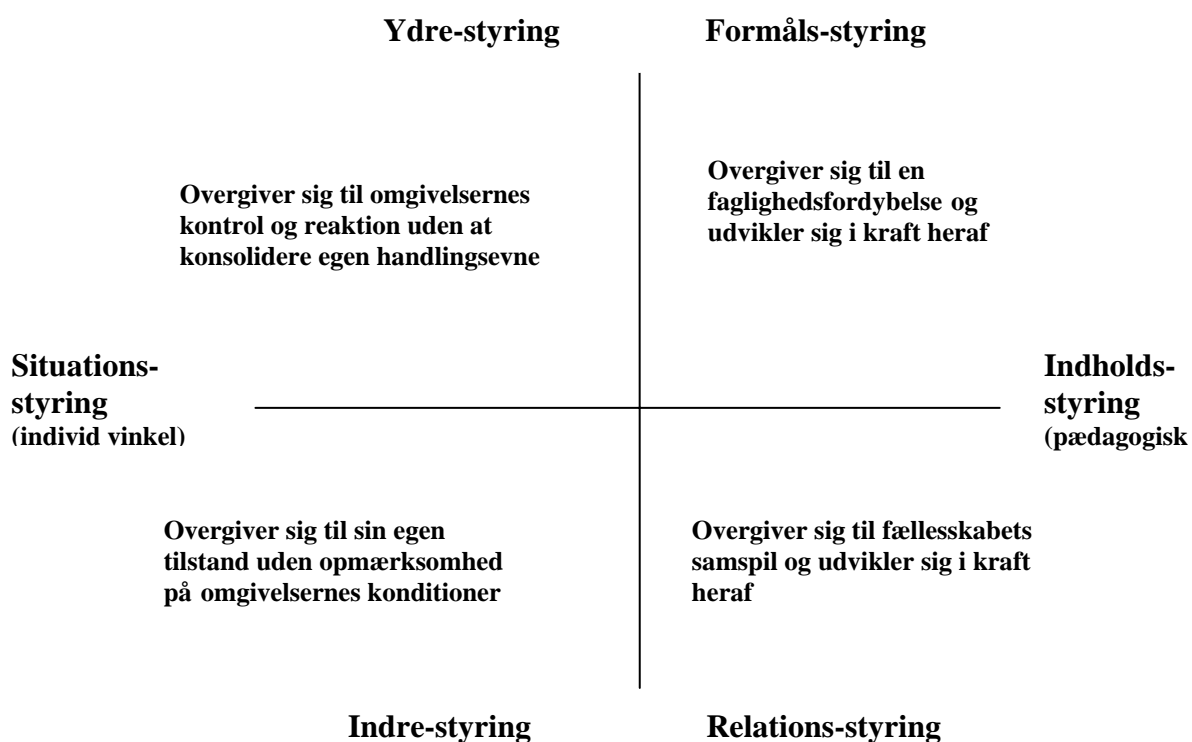 Ydre-styring
Formåls-styring
Overgiver sig til omgivelsernes
kontrol og reaktion uden at
konsolidere egen handlingsevne
Overgiver sig til en
faglighedsfordybelse og
udvikler sig i kraft heraf
Situations-
styring
(individ vinkel)
Indholds-
styring
(pædagogisk
Overgiver sig til sin egen
tilstand uden opmærksomhed
på omgivelsernes konditioner
Overgiver sig til fællesskabets
samspil og udvikler sig i kraft
heraf
Indre-styring
Relations-styring